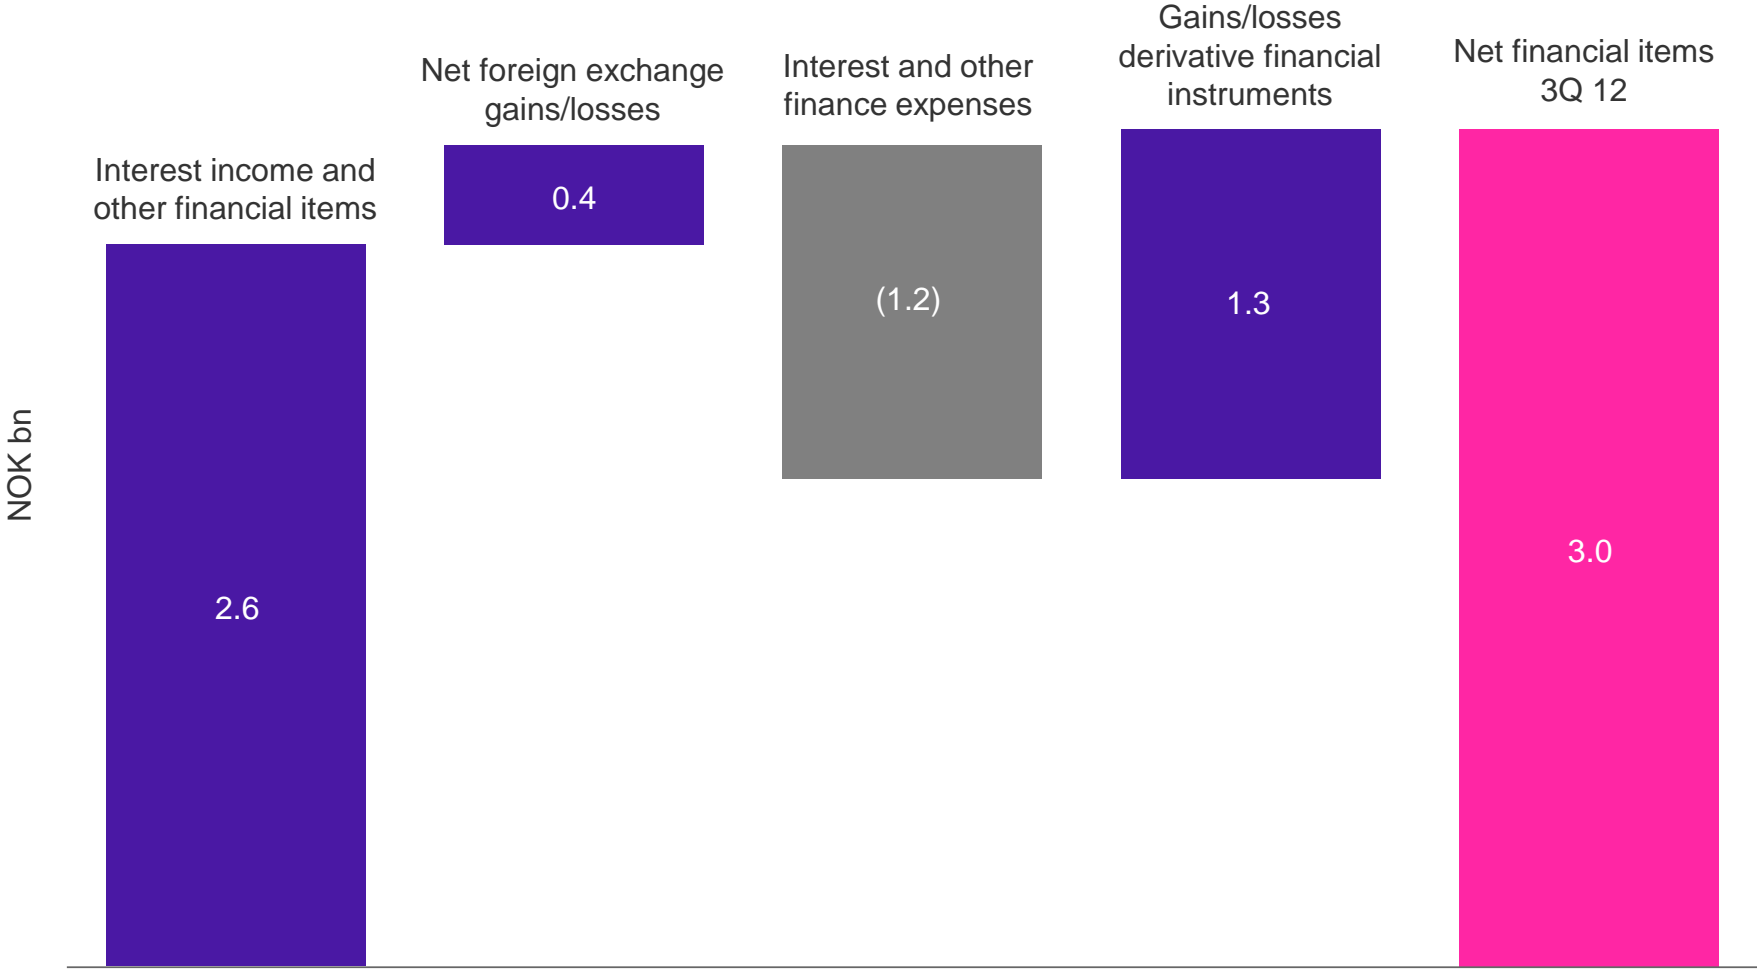 Interest income and
other financial items
Net foreign exchange
gains/losses
Interest and other
finance expenses
Gains/losses
derivative financial
instruments
Net financial items
3Q 12
NOK bn
2.6
0.4
(1.2)
1.3
3.0